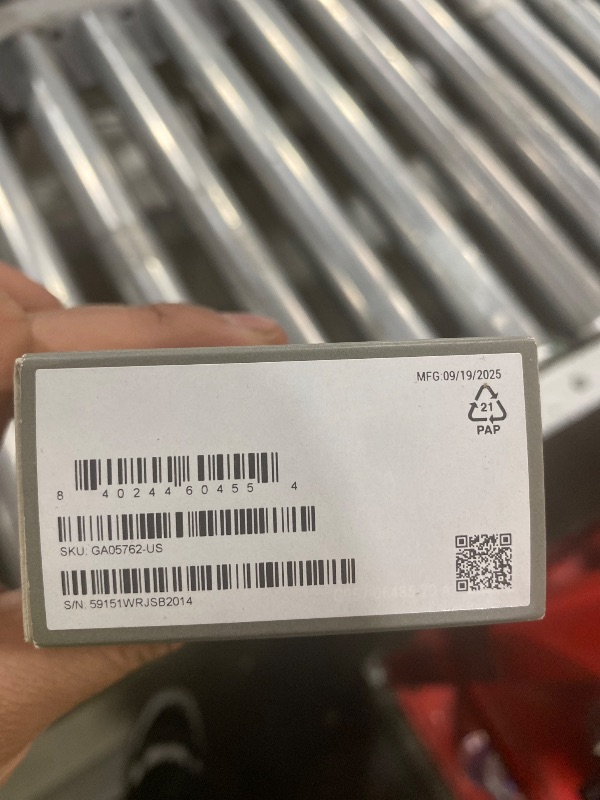 MFG:09/19/2025
21
PAP
8 40244 60455 4
SKU: GA05762-US
S/N: 59151WRJSB2014